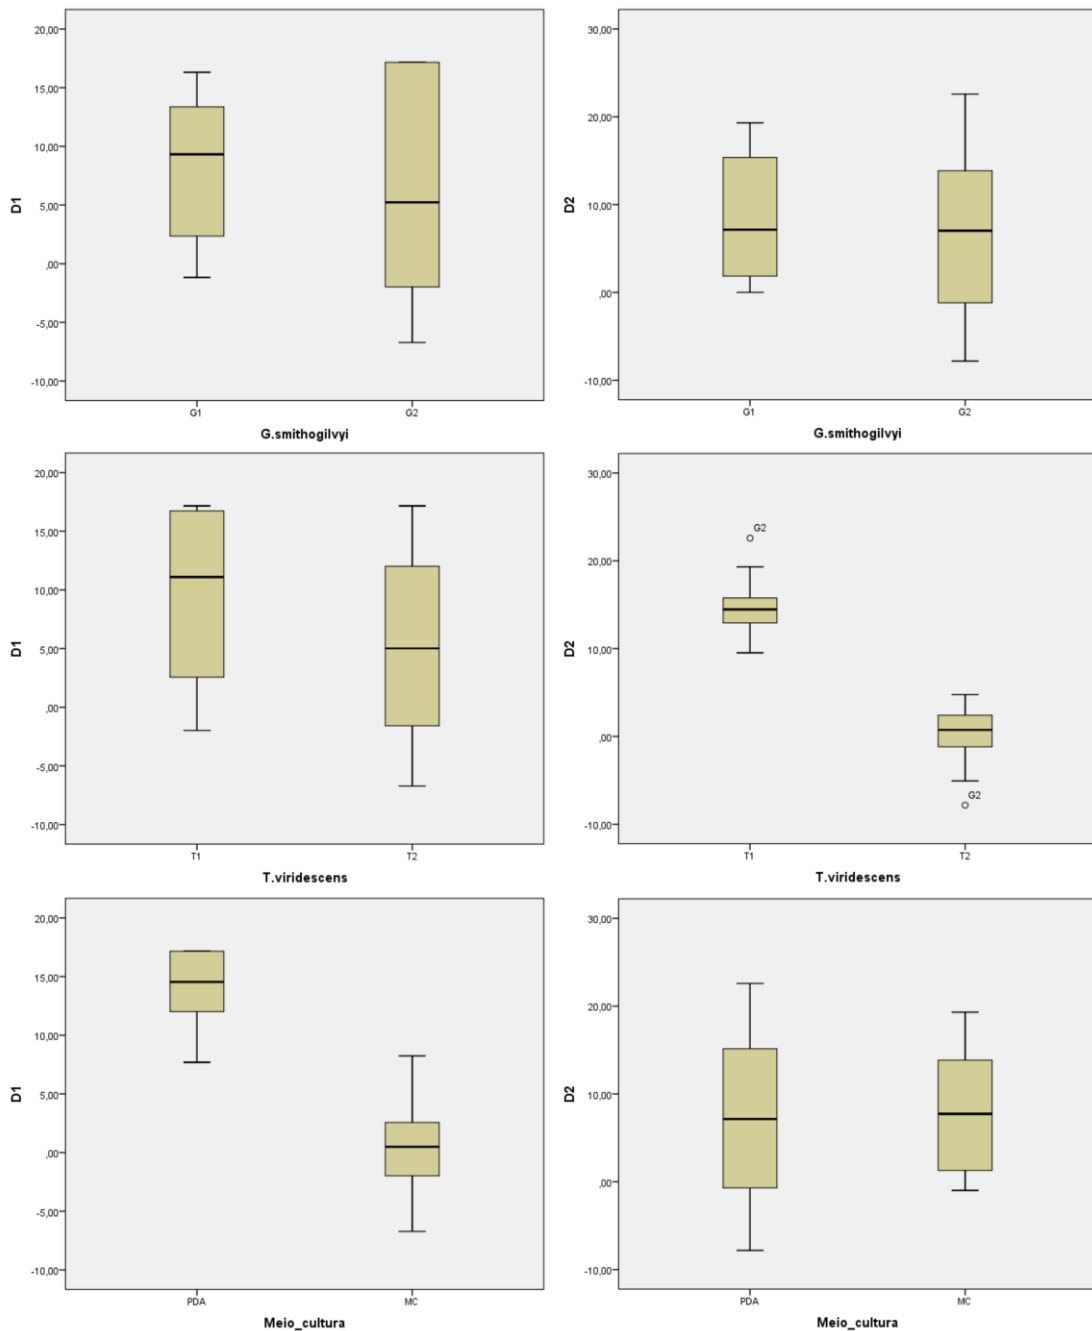 20,00
15,00
10,00
5,00
,00
-5,00
-10,00
D1
G1 G2
G.smithogilvyi
30,00
20,00
10,00
,00
-10,00
D2
G1 G2
G.smithogilvyi
20,00
15,00
10,00
5,00
,00
-5,00
-10,00
D1
T1 T2
T.viridescens
30,00
20,00
10,00
,00
-10,00
D2
G2
G2
T1 T2
T.viridescens
20,00
15,00
10,00
5,00
,00
-5,00
-10,00
D1
PDA MC
Meio_cultura
30,00
20,00
10,00
,00
-10,00
D2
PDA MC
Meio_cultura